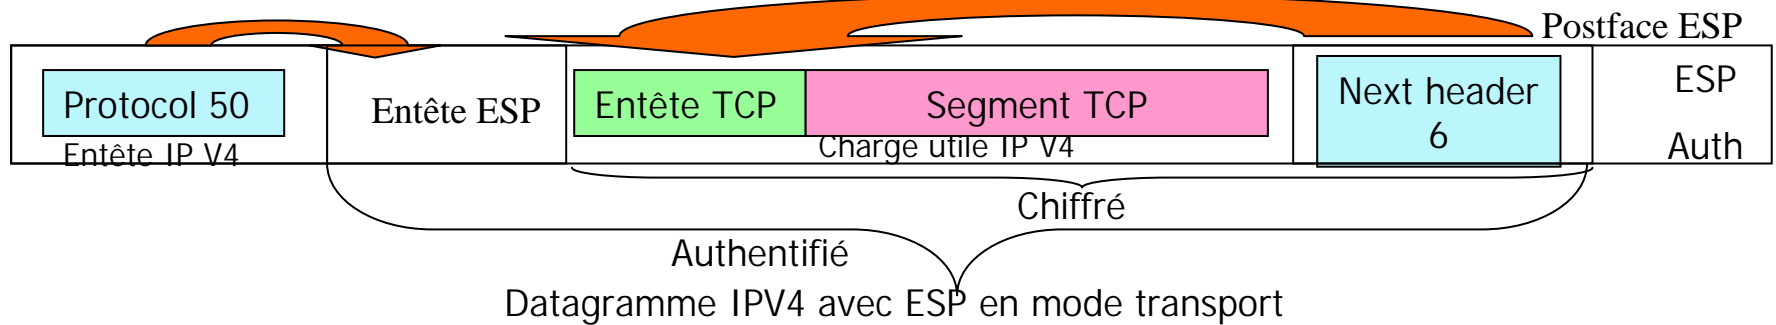 Postface ESP
Protocol 50
Entête IP V4
Entête ESP
Entête TCP
Segment TCP
Charge utile IP V4
Next header
6
ESP
Auth
Chiffré
Authentifié
Datagramme IPV4 avec ESP en mode transport